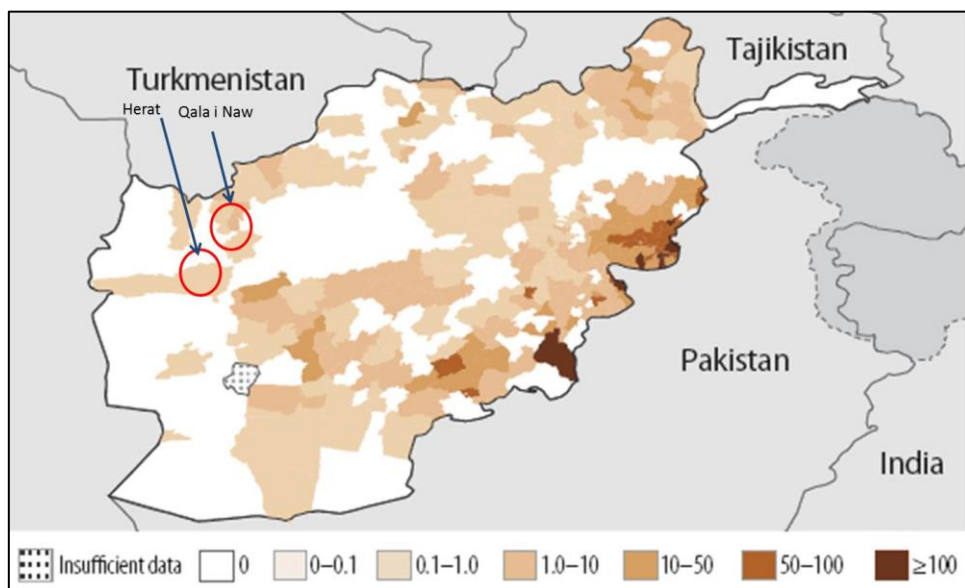 Tajikistan
Turkmenistan
Herat
Qala i Naw
Pakistan
India
Insufficient data
0
0–0.1
0.1–1.0
1.0–10
10–50
50–100
≥100